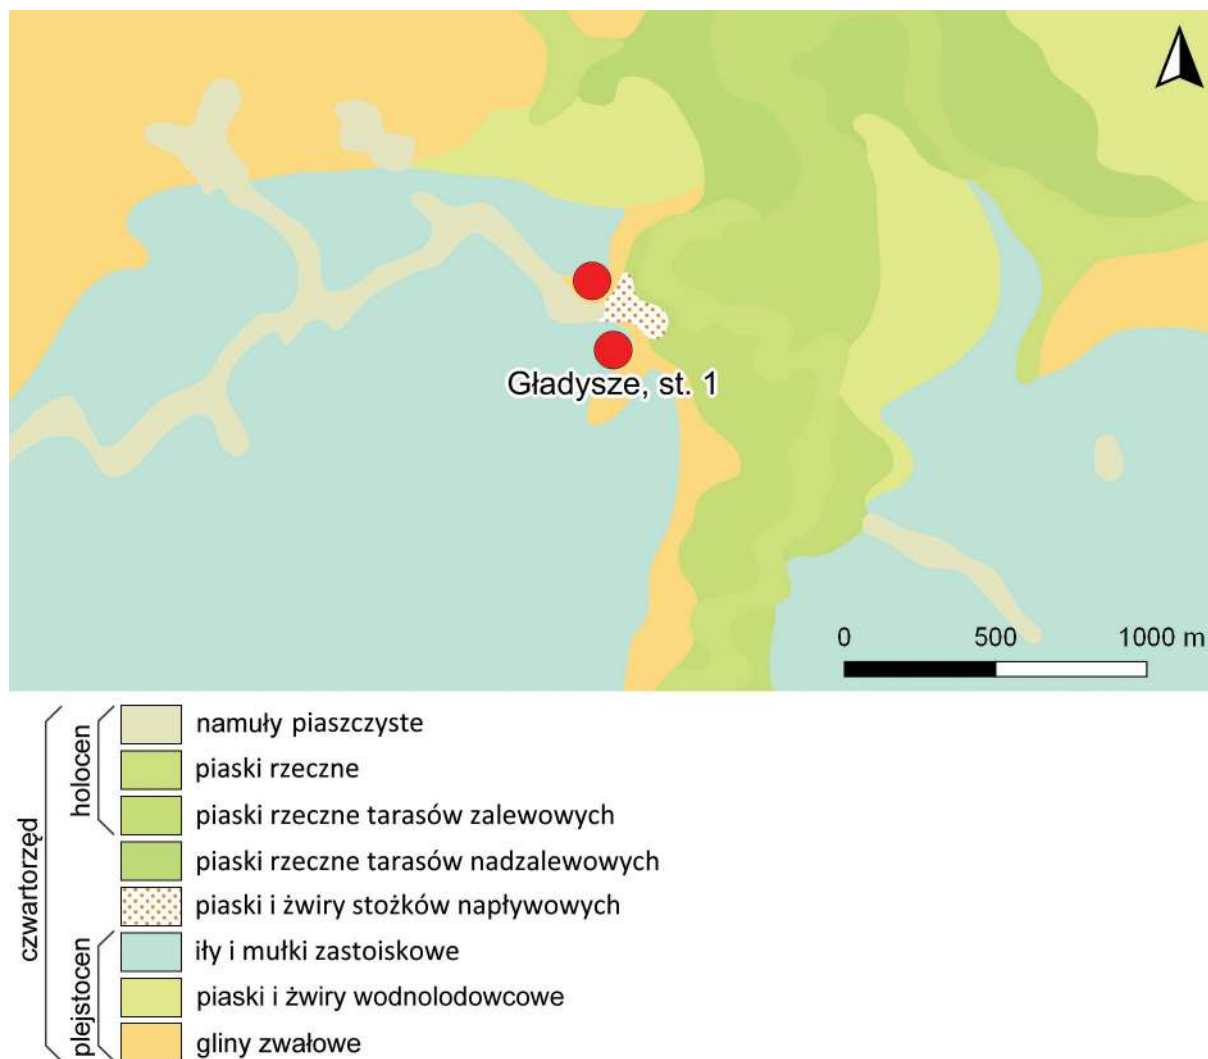 Gładysze, st. 1
0 500 1000 m
czwartorzęd
holocen
namuły piaszczyste
piaski rzeczne
piaski rzeczne tarasów zalewowych
piaski rzeczne tarasów nadzalewowych
piaski i żwiry stożków napływowych
plejstocen
iły i mułki zastoiskowe
piaski i żwiry wodnolodowcowe
gliny zwałowe